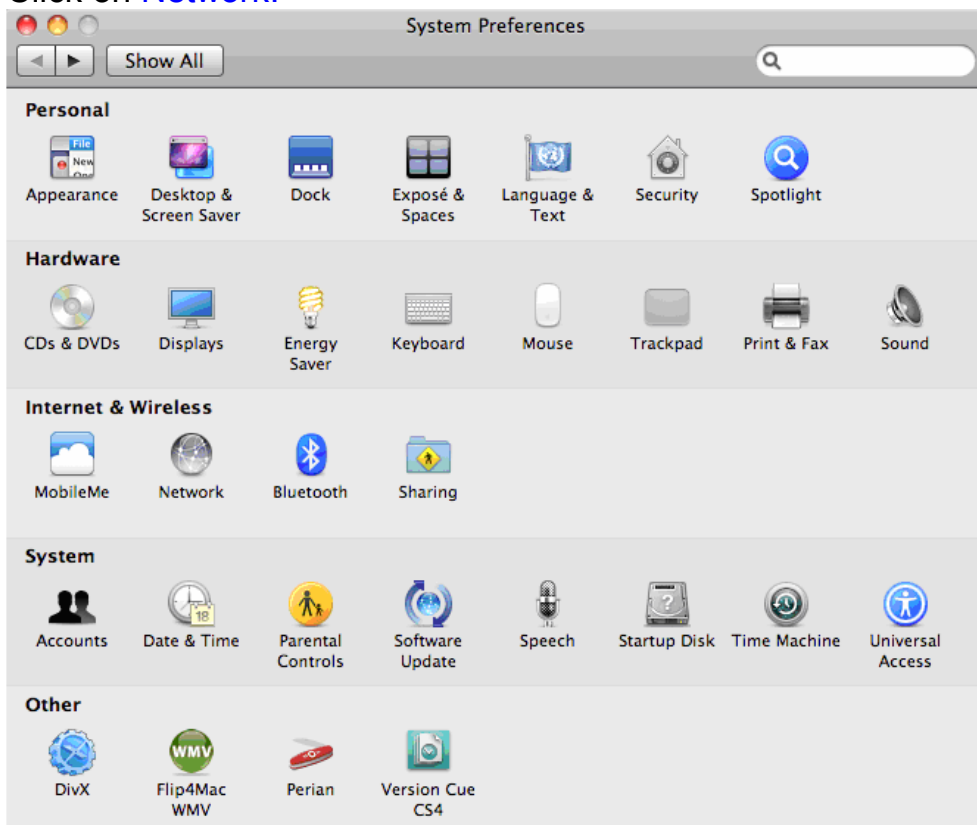 Click on Network.
System Preferences
Show All
Personal
Appearance Desktop & Screen Saver Dock Exposé & Spaces Language & Text Security Spotlight
Hardware
CDs & DVDs Displays Energy Saver Keyboard Mouse Trackpad Print & Fax Sound
Internet & Wireless
MobileMe Network Bluetooth Sharing
System
Accounts Date & Time Parental Controls Software Update Speech Startup Disk Time Machine Universal Access
Other
DivX Flip4Mac WMV Perian Version Cue CS4